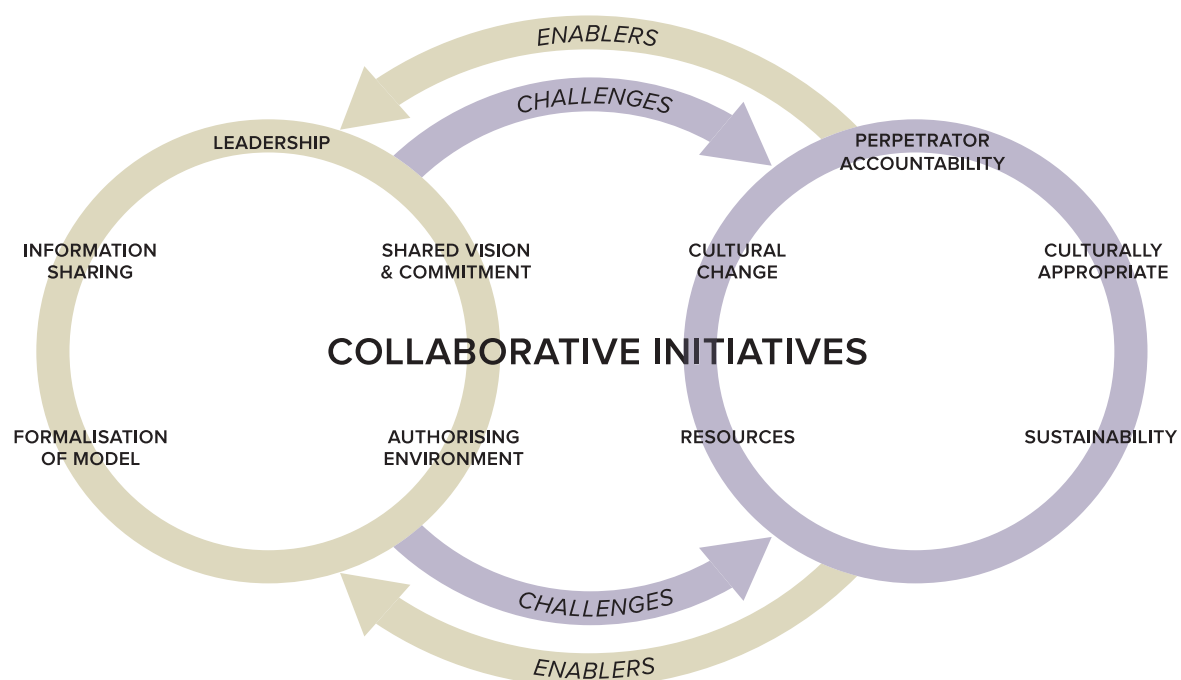 ENABLERS
CHALLENGES
LEADERSHIP
PERPETRATOR
ACCOUNTABILITY
INFORMATION
SHARING
SHARED VISION
& COMMITMENT
CULTURAL
CHANGE
CULTURALLY
APPROPRIATE
COLLABORATIVE INITIATIVES
FORMALISATION
OF MODEL
AUTHORISING
ENVIRONMENT
RESOURCES
SUSTAINABILITY
CHALLENGES
ENABLERS